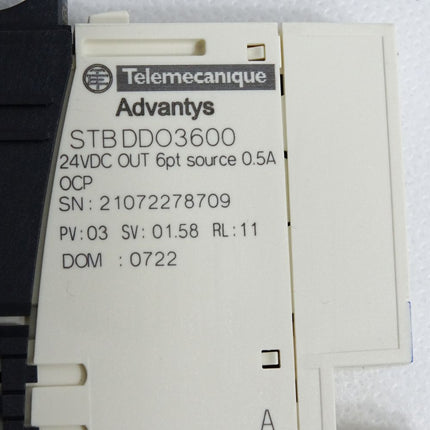 Telemecanique
Advantys
STBDDO3600
24VDC OUT 6pt source 0.5A
OCP
SN: 21072278709
PV:03 SV: 01.58 RL:11
DOM : 0722
A